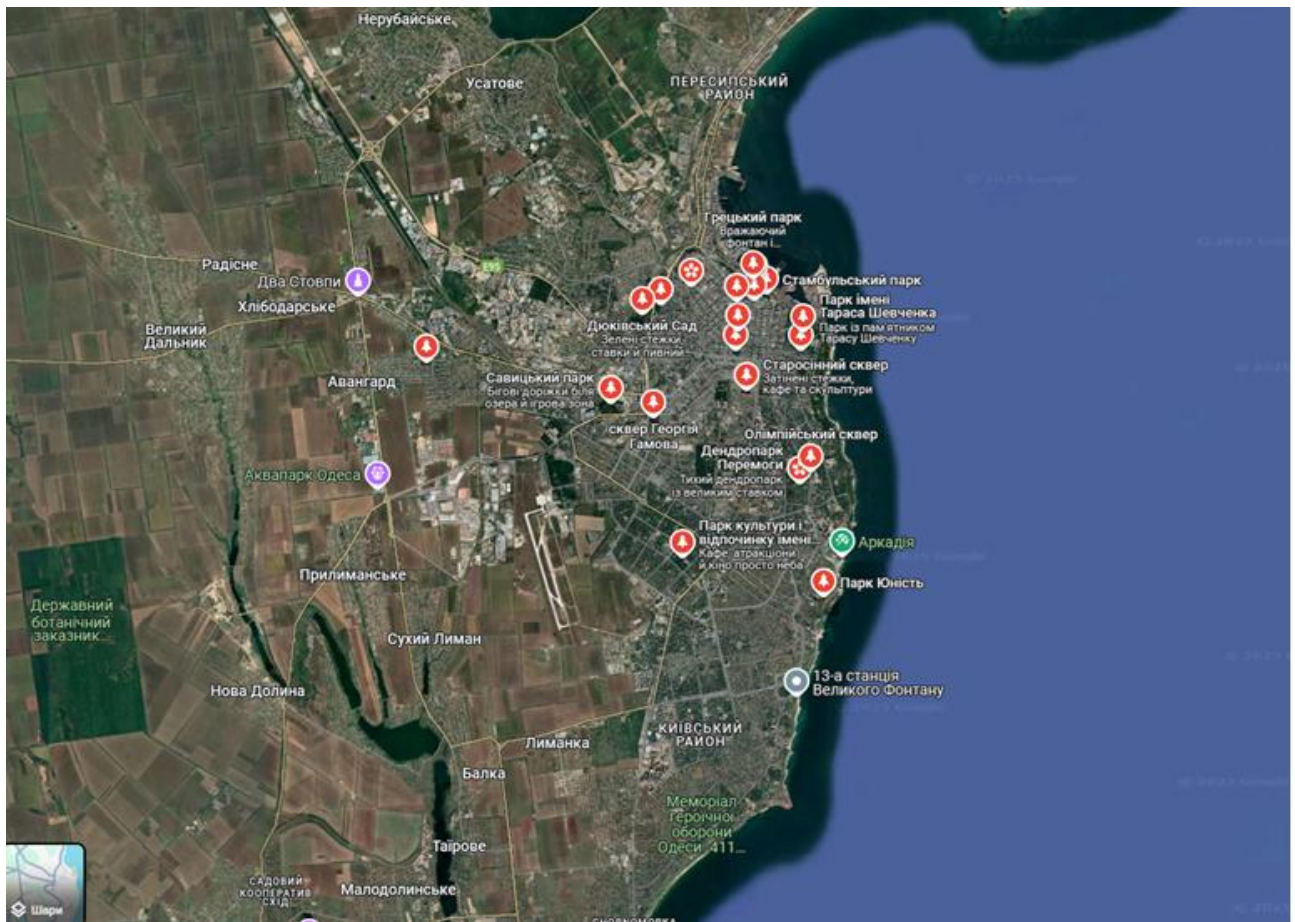 Нерубайське
Усатове
ПЕРЕСИПСЬКИЙ
РАЙОН
Грецький парк
Вражаючий
фонтан і...
Радісне
Два Стовпи
Хлібодарське
Стамбульський парк
Парк імені
Тараса Шевченка
Парк із пам'ятником
Тарасу Шевченку
Великий
Дальник
Дюківський Сад
Зелені стежки,
ставки й пивний
Авангард
Савицький парк
Бігові доріжки біля
озера й ігрова зона
Старосінний сквер
Затінені стежки,
кафе та скульптури
сквер Георгія
Гамова
Олімпійський сквер
Дендропарк
Перемоги
Тихий дендропарк
із великим ставком
Аквапарк Одеса
Парк культури і
відпочинку імені...
Кафе, атракціони
й кіно просто неба
Аркадія
Прилиманське
Парк Юність
Державний
ботанічний
заказник...
Сухий Лиман
Нова Долина
13-а станція
Великого Фонтану
КИЇВСЬКИЙ
РАЙОН
Лиманка
Балка
Меморіал
героїчної
оборони
Одеси. 411...
Таїрове
САДОВИЙ
КООПЕРАТИВ
СХІД
Малодолинське
Шари